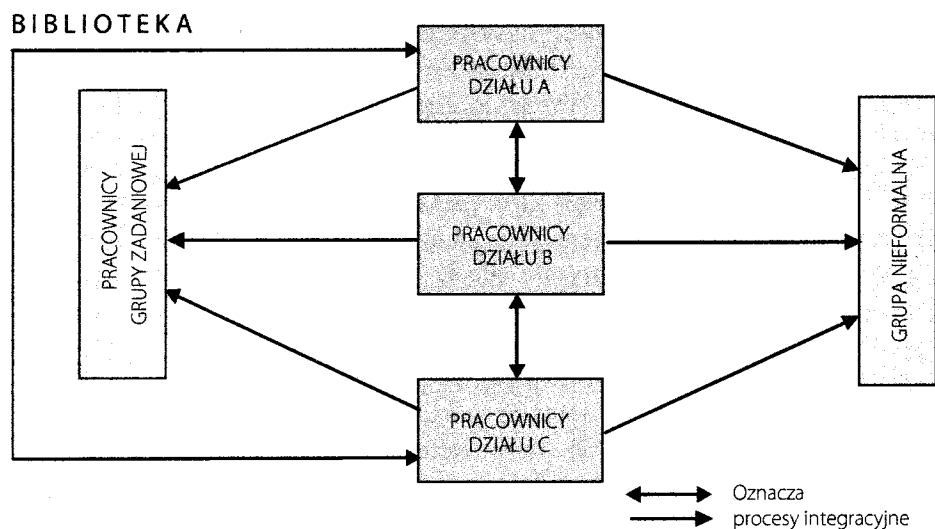 BIBLIOTEKA
PRACOWNICY
DZIAŁU A
PRACOWNICY
GRUPY ZADANIOWEJ
PRACOWNICY
DZIAŁU B
GRUPA NIEFORMALNA
PRACOWNICY
DZIAŁU C
Oznacza
procesy integracyjne